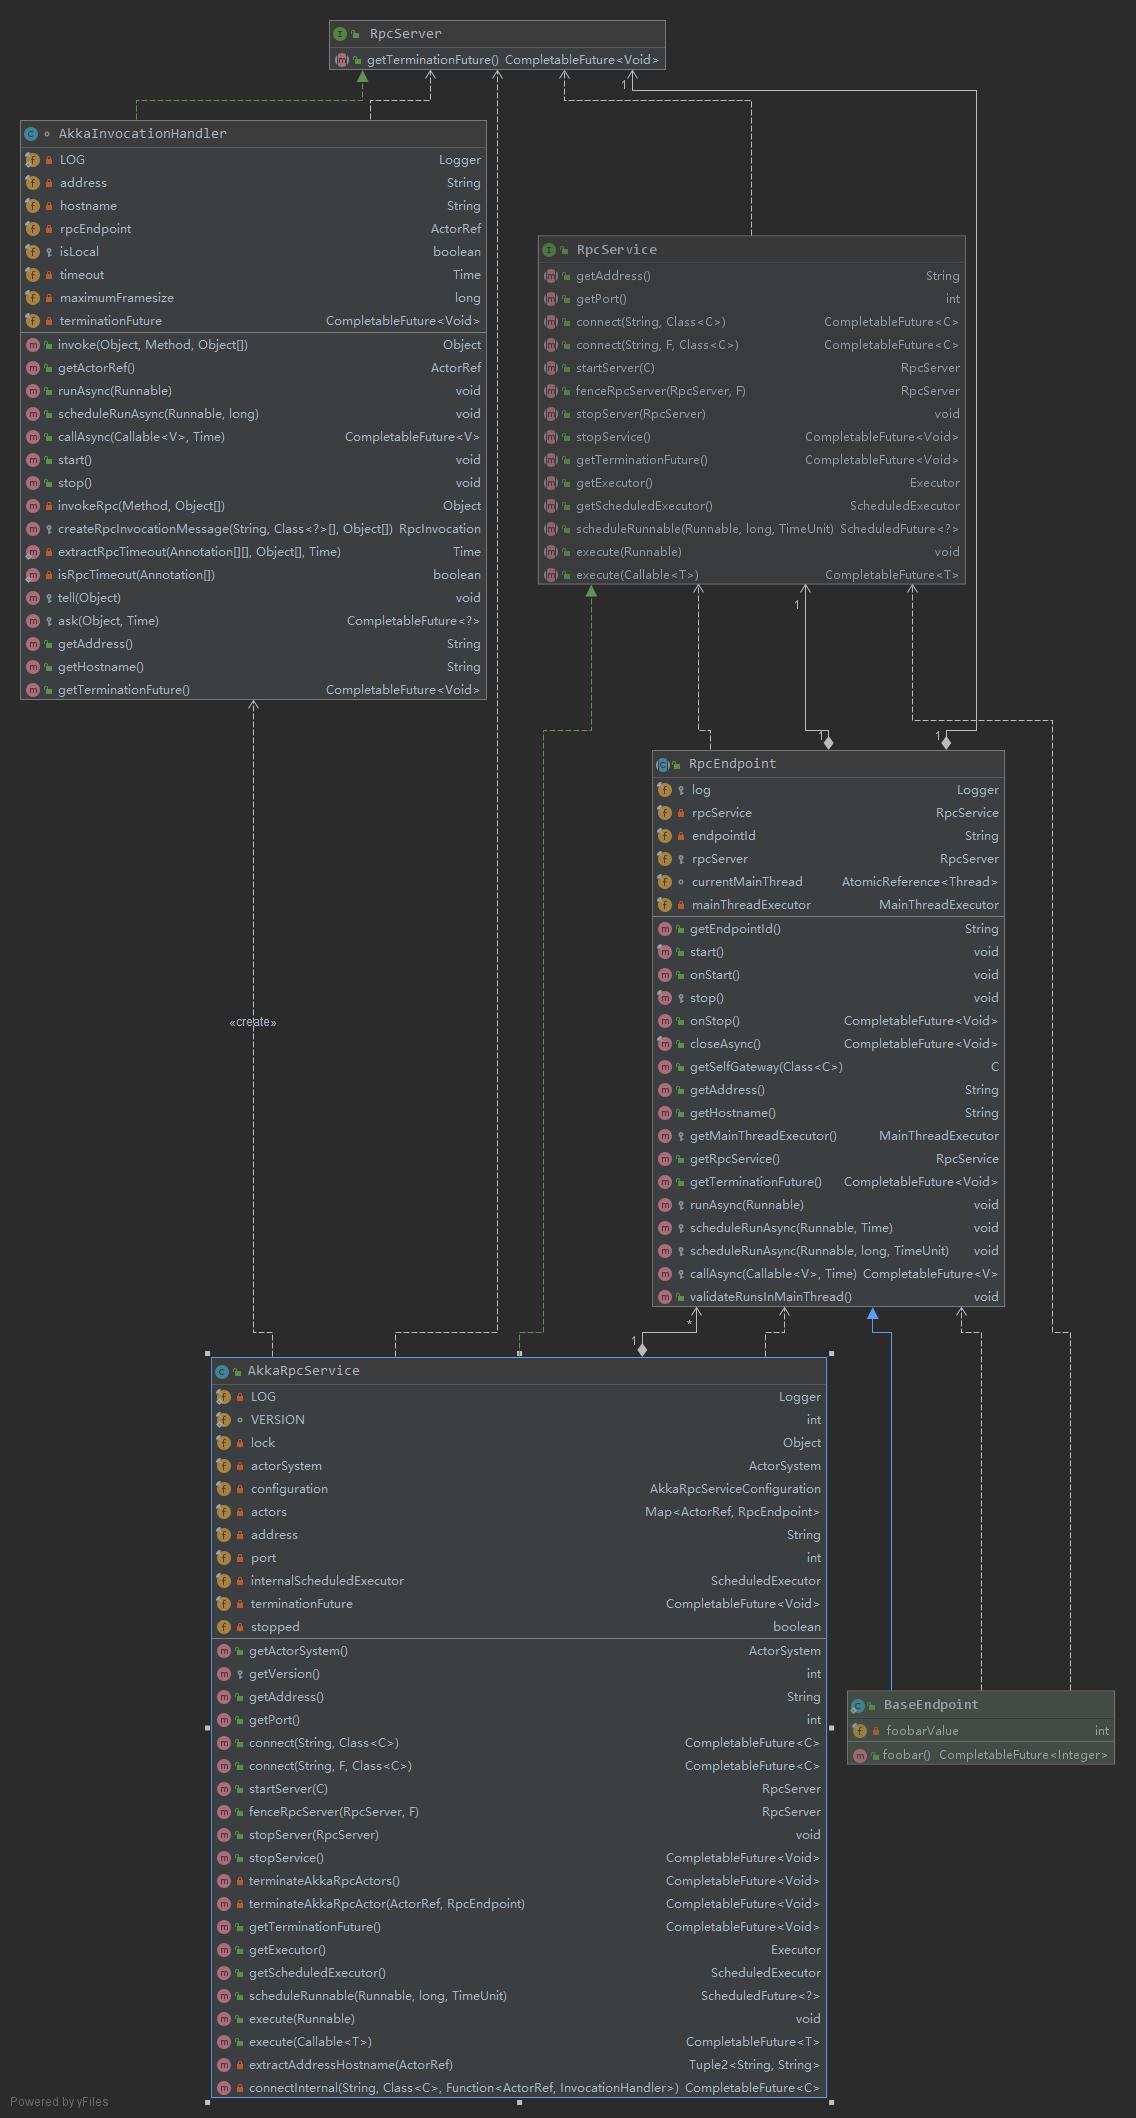 RpcServer
getTerminationFuture() CompletableFuture<Void>
1
AkkaInvocationHandler
LOG Logger
address String
hostname String
rpcEndpoint ActorRef
isLocal boolean
timeout Time
maximumFramesize long
terminationFuture CompletableFuture<Void>
invoke(Object, Method, Object[]) Object
getActorRef() ActorRef
runAsync(Runnable) void
scheduleRunAsync(Runnable, long) void
callAsync(Callable<V>, Time) CompletableFuture<V>
start() void
stop() void
invokeRpc(Method, Object[]) Object
createRpcInvocationMessage(String, Class<?>[], Object[]) RpcInvocation
extractRpcTimeout(Annotation[][], Object[], Time) Time
isRpcTimeout(Annotation[]) boolean
tell(Object) void
ask(Object, Time) CompletableFuture<?>
getAddress() String
getHostname() String
getTerminationFuture() CompletableFuture<Void>
RpcService
getAddress() String
getPort() int
connect(String, Class<C>) CompletableFuture<C>
connect(String, F, Class<C>) CompletableFuture<C>
startServer(C) RpcServer
fenceRpcServer(RpcServer, F) RpcServer
stopServer(RpcServer) void
stopService() CompletableFuture<Void>
getTerminationFuture() CompletableFuture<Void>
getExecutor() Executor
getScheduledExecutor() ScheduledExecutor
scheduleRunnable(Runnable, long, TimeUnit) ScheduledFuture<?>
execute(Runnable) void
execute(Callable<T>) CompletableFuture<T>
1
1 1
RpcEndpoint
log Logger
rpcService RpcService
endpointId String
rpcServer RpcServer
currentMainThread AtomicReference<Thread>
mainThreadExecutor MainThreadExecutor
getEndpointId() String
start() void
onStart() void
stop() void
onStop() CompletableFuture<Void>
closeAsync() CompletableFuture<Void>
getSelfGateway(Class<C>) C
getAddress() String
getHostname() String
getMainThreadExecutor() MainThreadExecutor
getRpcService() RpcService
getTerminationFuture() CompletableFuture<Void>
runAsync(Runnable) void
scheduleRunAsync(Runnable, Time) void
scheduleRunAsync(Runnable, long, TimeUnit) void
callAsync(Callable<V>, Time) CompletableFuture<V>
validateRunsInMainThread() void
«create»
*
1
AkkaRpcService
LOG Logger
VERSION int
lock Object
actorSystem ActorSystem
configuration AkkaRpcServiceConfiguration
actors Map<ActorRef, RpcEndpoint>
address String
port int
internalScheduledExecutor ScheduledExecutor
terminationFuture CompletableFuture<Void>
stopped boolean
getActorSystem() ActorSystem
getVersion() int
getAddress() String
getPort() int
connect(String, Class<C>) CompletableFuture<C>
connect(String, F, Class<C>) CompletableFuture<C>
startServer(C) RpcServer
fenceRpcServer(RpcServer, F) RpcServer
stopServer(RpcServer) void
stopService() CompletableFuture<Void>
terminateAkkaRpcActors() CompletableFuture<Void>
terminateAkkaRpcActor(ActorRef, RpcEndpoint) CompletableFuture<Void>
getTerminationFuture() CompletableFuture<Void>
getExecutor() Executor
getScheduledExecutor() ScheduledExecutor
scheduleRunnable(Runnable, long, TimeUnit) ScheduledFuture<?>
execute(Runnable) void
execute(Callable<T>) CompletableFuture<T>
extractAddressHostname(ActorRef) Tuple2<String, String>
connectInternal(String, Class<C>, Function<ActorRef, InvocationHandler>) CompletableFuture<C>
BaseEndpoint
foobarValue int
foobar() CompletableFuture<Integer>
Powered by yFiles